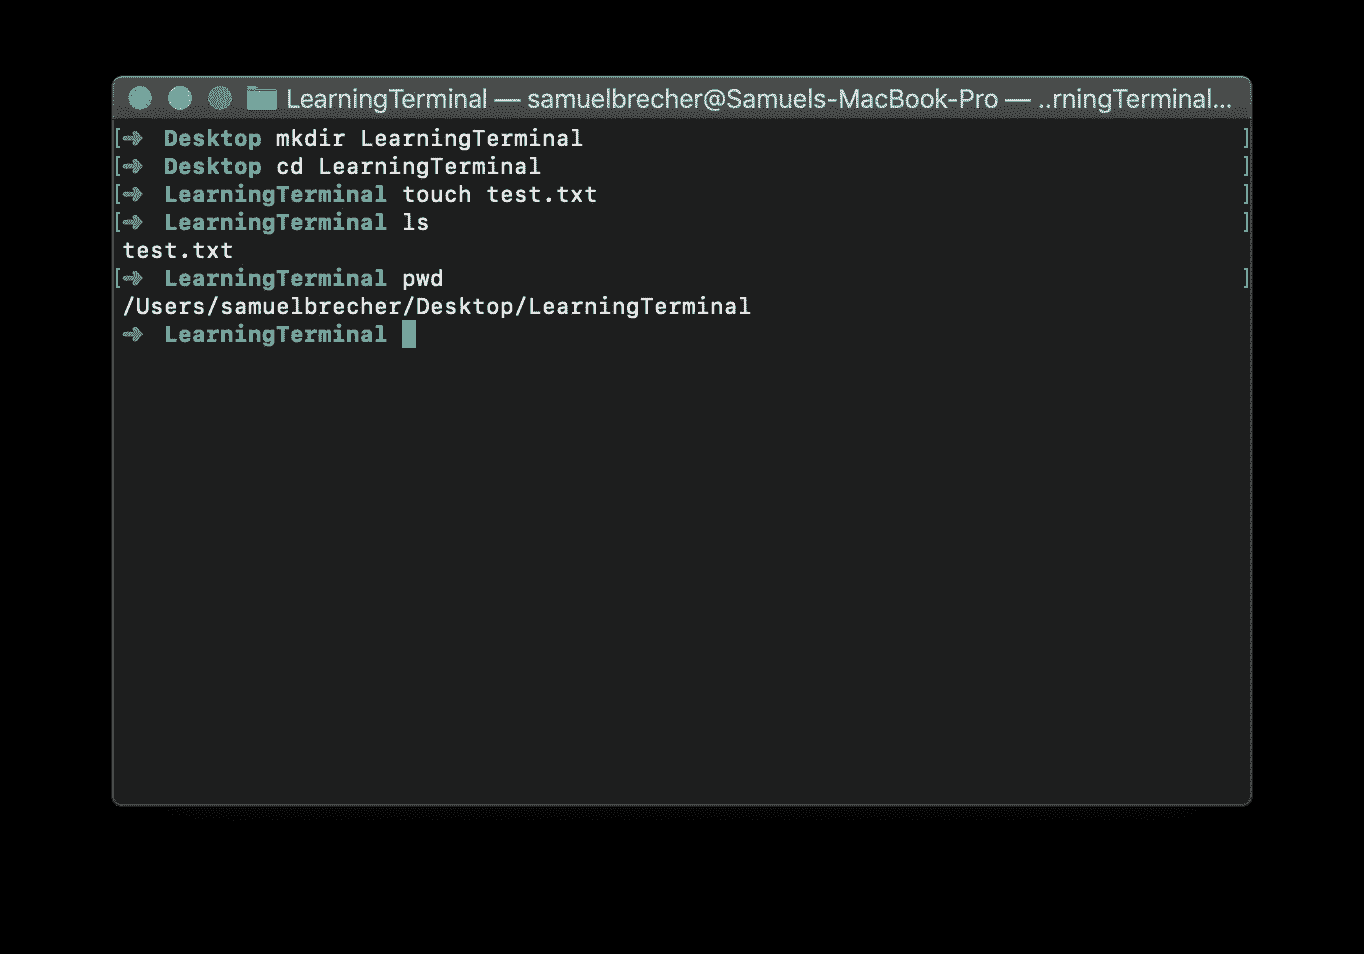 LearningTerminal — samuelbrecher@Samuels-MacBook-Pro — ..rningTerminal...
[➜ Desktop mkdir LearningTerminal ]
[➜ Desktop cd LearningTerminal ]
[➜ LearningTerminal touch test.txt ]
[➜ LearningTerminal ls ]
test.txt
[➜ LearningTerminal pwd ]
/Users/samuelbrecher/Desktop/LearningTerminal
➜ LearningTerminal